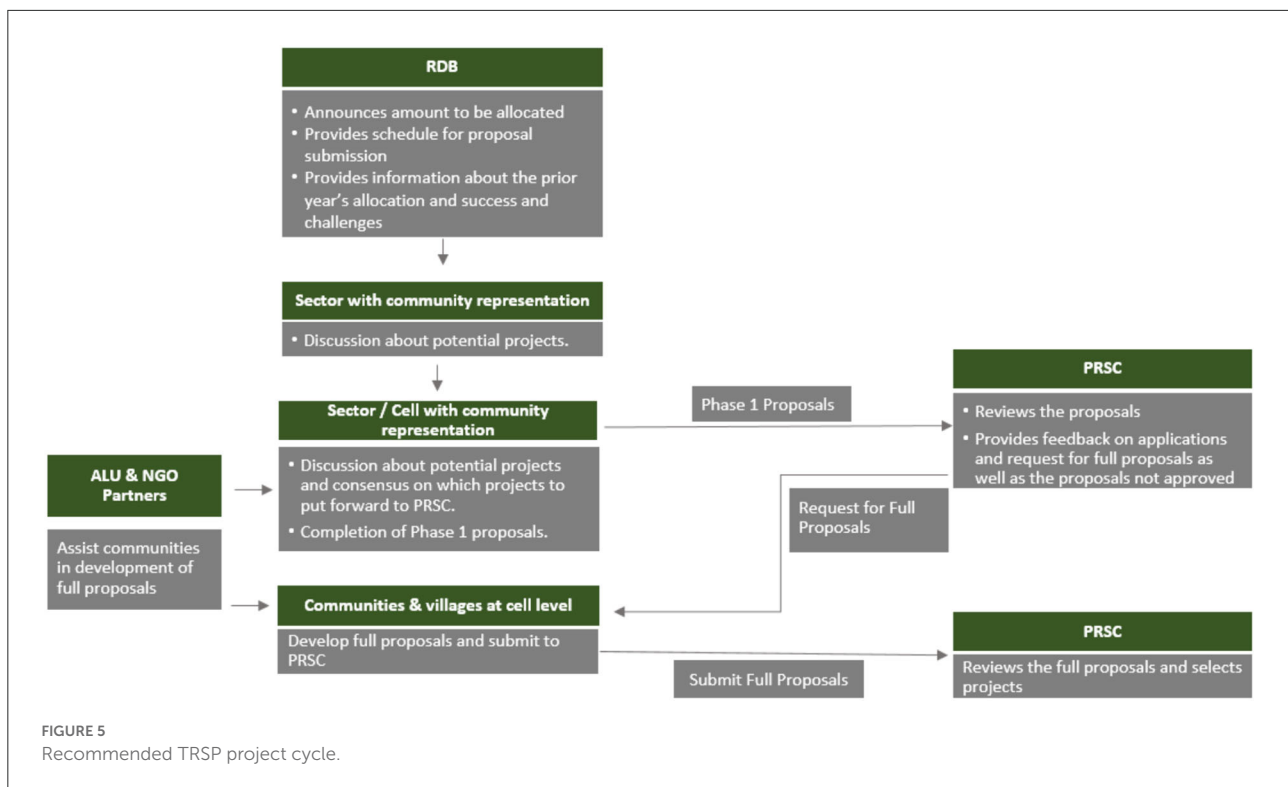 RDB
• Announces amount to be allocated
• Provides schedule for proposal
submission
• Provides information about the prior
year's allocation and success and
challenges
Sector with community representation
• Discussion about potential projects.
Sector / Cell with community
representation
• Discussion about potential projects
and consensus on which projects to
put forward to PRSC.
• Completion of Phase 1 proposals.
Phase 1 Proposals
PRSC
• Reviews the proposals
• Provides feedback on applications
and request for full proposals as
well as the proposals not approved
ALU & NGO
Partners
Assist communities
in development of
full proposals
Request for Full
Proposals
Communities & villages at cell level
Develop full proposals and submit to
PRSC
Submit Full Proposals
PRSC
Reviews the full proposals and selects
projects
FIGURE 5
Recommended TRSP project cycle.